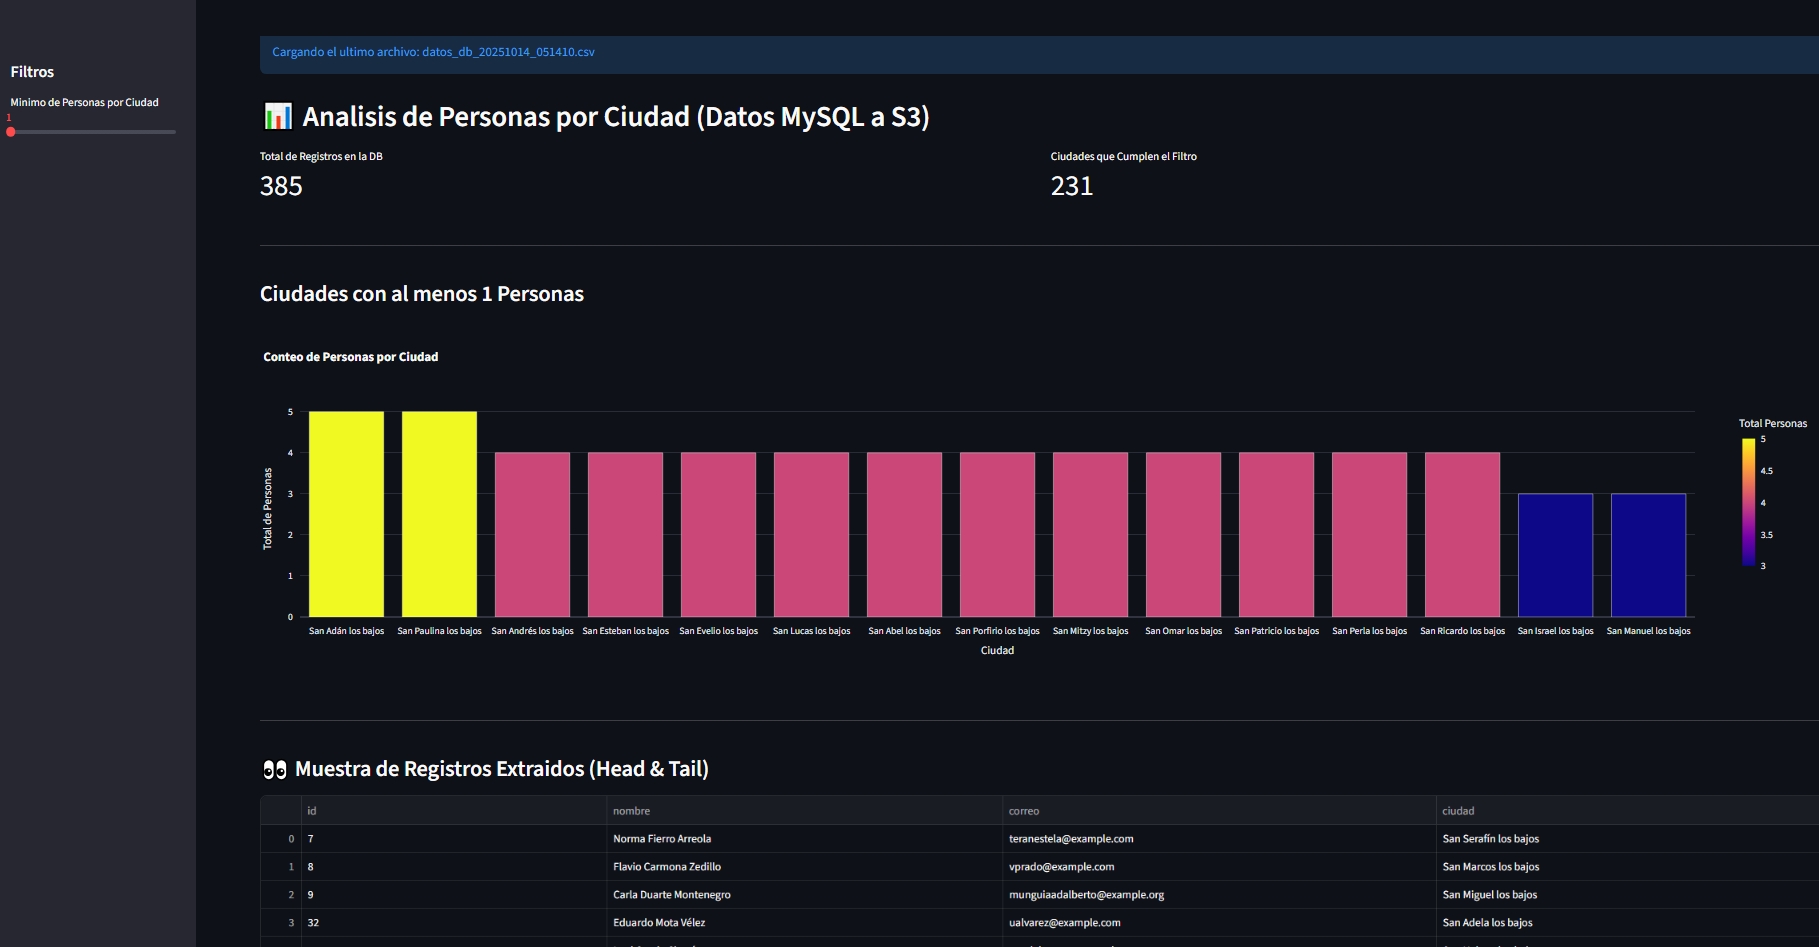 Filtros
Minimo de Personas por Ciudad
1
Cargando el ultimo archivo: datos_db_20251014_051410.csv
Analisis de Personas por Ciudad (Datos MySQL a S3)
Total de Registros en la DB
385
Ciudades que Cumplen el Filtro
231
Ciudades con al menos 1 Personas
Conteo de Personas por Ciudad
Total de Personas
5
4
3
2
1
0
San Adán los bajos
San Paulina los bajos
San Andrés los bajos
San Esteban los bajos
San Evelio los bajos
San Lucas los bajos
San Abel los bajos
San Porfirio los bajos
San Mitzy los bajos
San Omar los bajos
San Patricio los bajos
San Perla los bajos
San Ricardo los bajos
San Israel los bajos
San Manuel los bajos
Ciudad
Total Personas
5
4.5
4
3.5
3
Muestra de Registros Extraidos (Head & Tail)
id nombre correo ciudad
0 7 Norma Fierro Arreola teranestela@example.com San Serafín los bajos
1 8 Flavio Carmona Zedillo vprado@example.com San Marcos los bajos
2 9 Carla Duarte Montenegro munguiaadalberto@example.org San Miguel los bajos
3 32 Eduardo Mota Vélez ualvarez@example.com San Adela los bajos